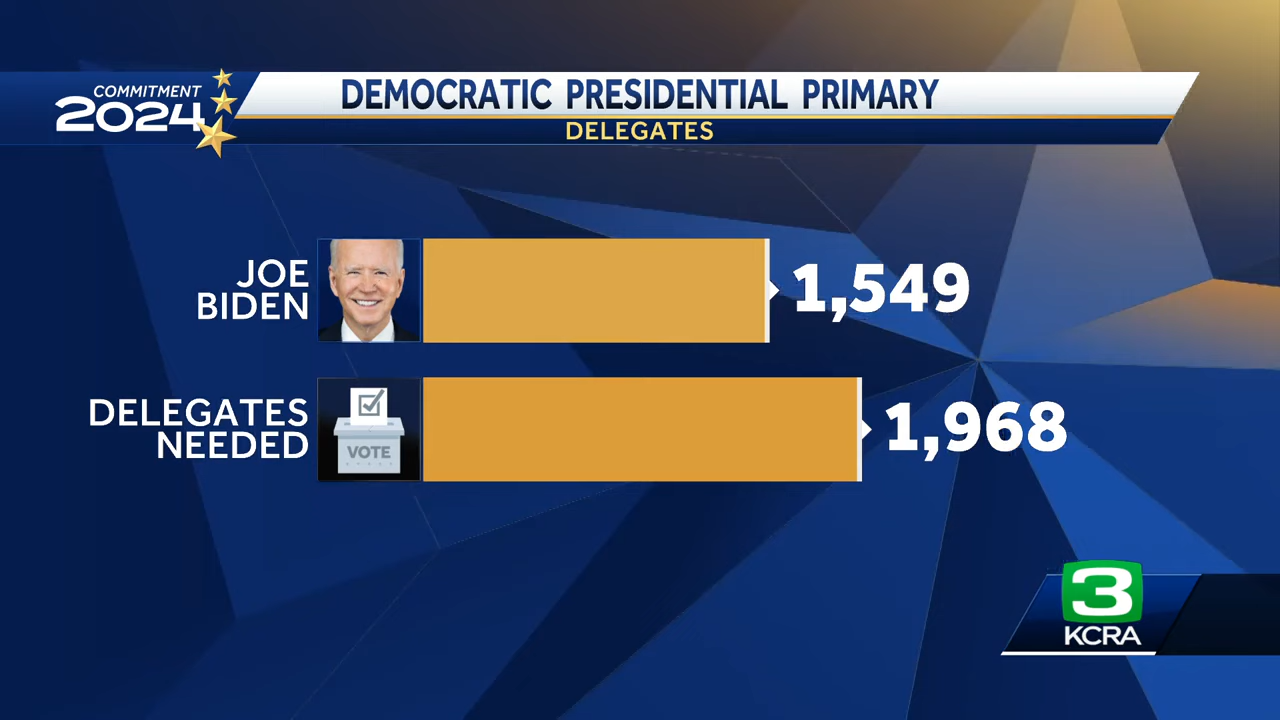 COMMITMENT
2024
DEMOCRATIC PRESIDENTIAL PRIMARY
DELEGATES
JOE
BIDEN
1,549
DELEGATES
NEEDED
VOTE
1,968
3
KCRA